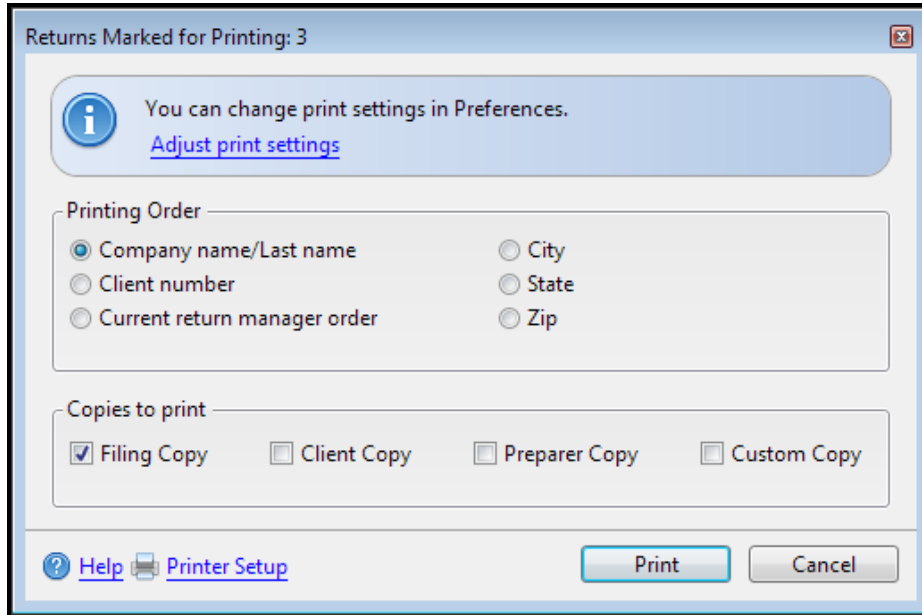 Returns Marked for Printing: 3
You can change print settings in Preferences.
Adjust print settings
Printing Order
Company name/Last name City
Client number State
Current return manager order Zip
Copies to print
Filing Copy Client Copy Preparer Copy Custom Copy
Help Printer Setup Print Cancel